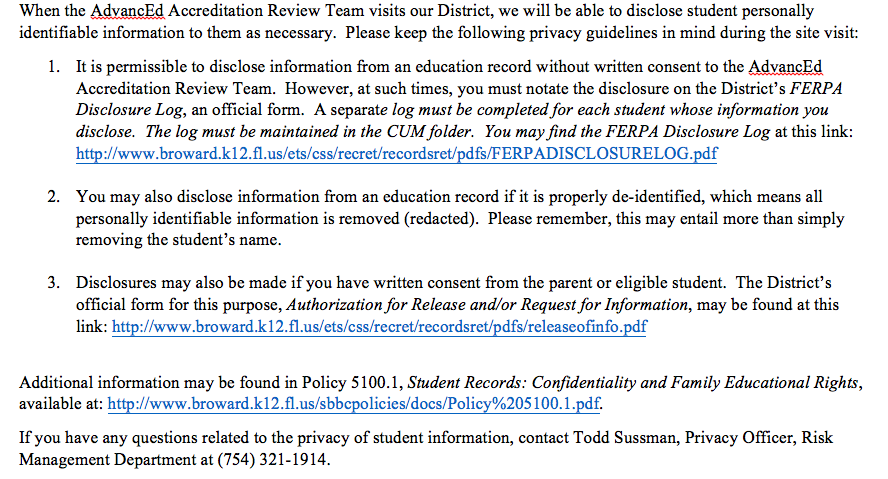 When the AdvancEd Accreditation Review Team visits our District, we will be able to disclose student personally
identifiable information to them as necessary.  Please keep the following privacy guidelines in mind during the site visit:
1. It is permissible to disclose information from an education record without written consent to the AdvancEd
Accreditation Review Team.  However, at such times, you must notate the disclosure on the District's FERPA
Disclosure Log, an official form.  A separate log must be completed for each student whose information you
disclose.  The log must be maintained in the CUM folder.  You may find the FERPA Disclosure Log at this link:
http://www.broward.k12.fl.us/ets/css/recret/recordsret/pdfs/FERPADISCLOSURELOG.pdf
2. You may also disclose information from an education record if it is properly de-identified, which means all
personally identifiable information is removed (redacted).  Please remember, this may entail more than simply
removing the student's name.
3. Disclosures may also be made if you have written consent from the parent or eligible student.  The District's
official form for this purpose, Authorization for Release and/or Request for Information, may be found at this
link: http://www.broward.k12.fl.us/ets/css/recret/recordsret/pdfs/releaseofinfo.pdf
Additional information may be found in Policy 5100.1, Student Records: Confidentiality and Family Educational Rights,
available at: http://www.broward.k12.fl.us/sbbcpolicies/docs/Policy%205100.1.pdf.
If you have any questions related to the privacy of student information, contact Todd Sussman, Privacy Officer, Risk
Management Department at (754) 321-1914.